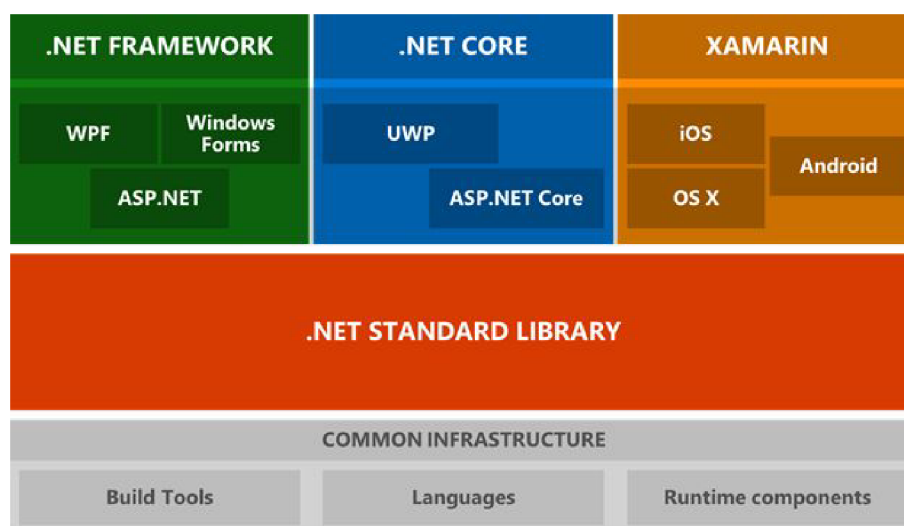 .NET FRAMEWORK
.NET CORE
XAMARIN
WPF
Windows
Forms
ASP.NET
UWP
ASP.NET Core
iOS
Android
OS X
.NET STANDARD LIBRARY
COMMON INFRASTRUCTURE
Build Tools
Languages
Runtime components